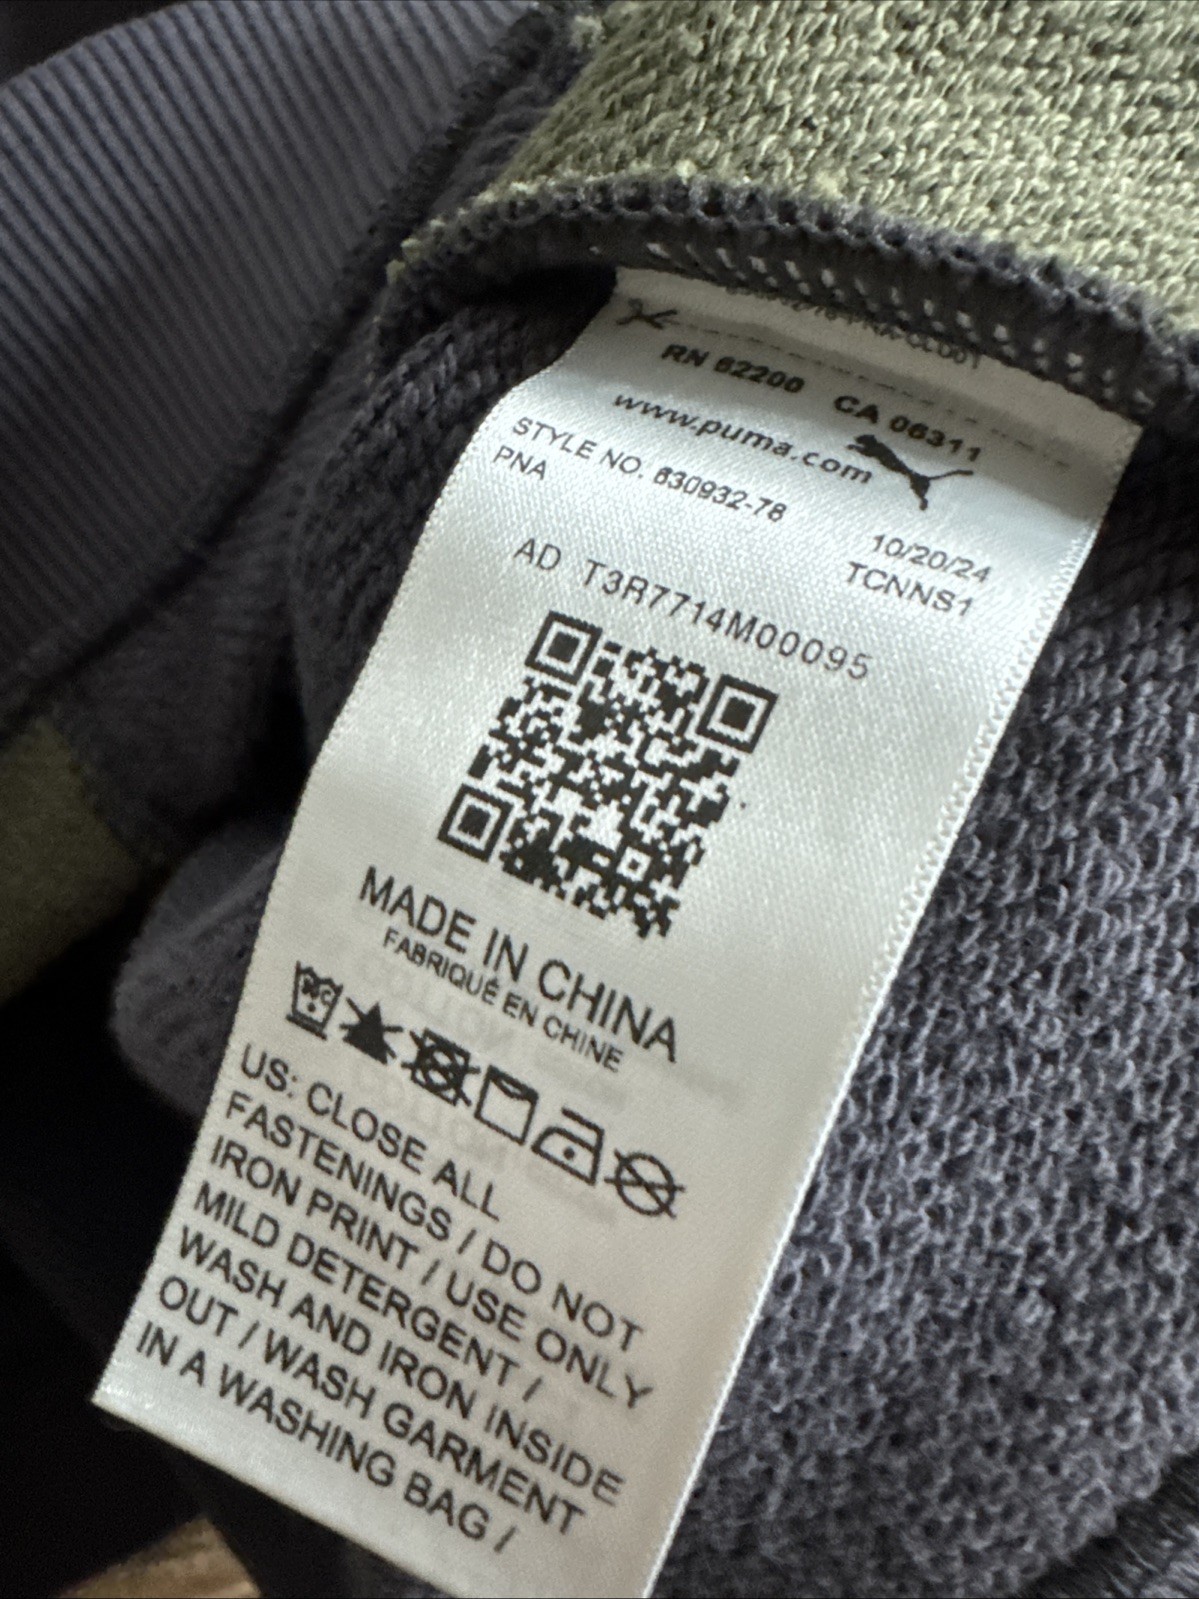 RN 62200 CA 06311
www.puma.com
STYLE NO. 630932-78
PNA
10/20/24
TCNNS1
AD T3R7714M00095
MADE IN CHINA
FABRIQUÉ EN CHINE
US: CLOSE ALL
FASTENINGS / DO NOT
IRON PRINT / USE ONLY
MILD DETERGENT /
WASH AND IRON INSIDE
OUT / WASH GARMENT
IN A WASHING BAG /